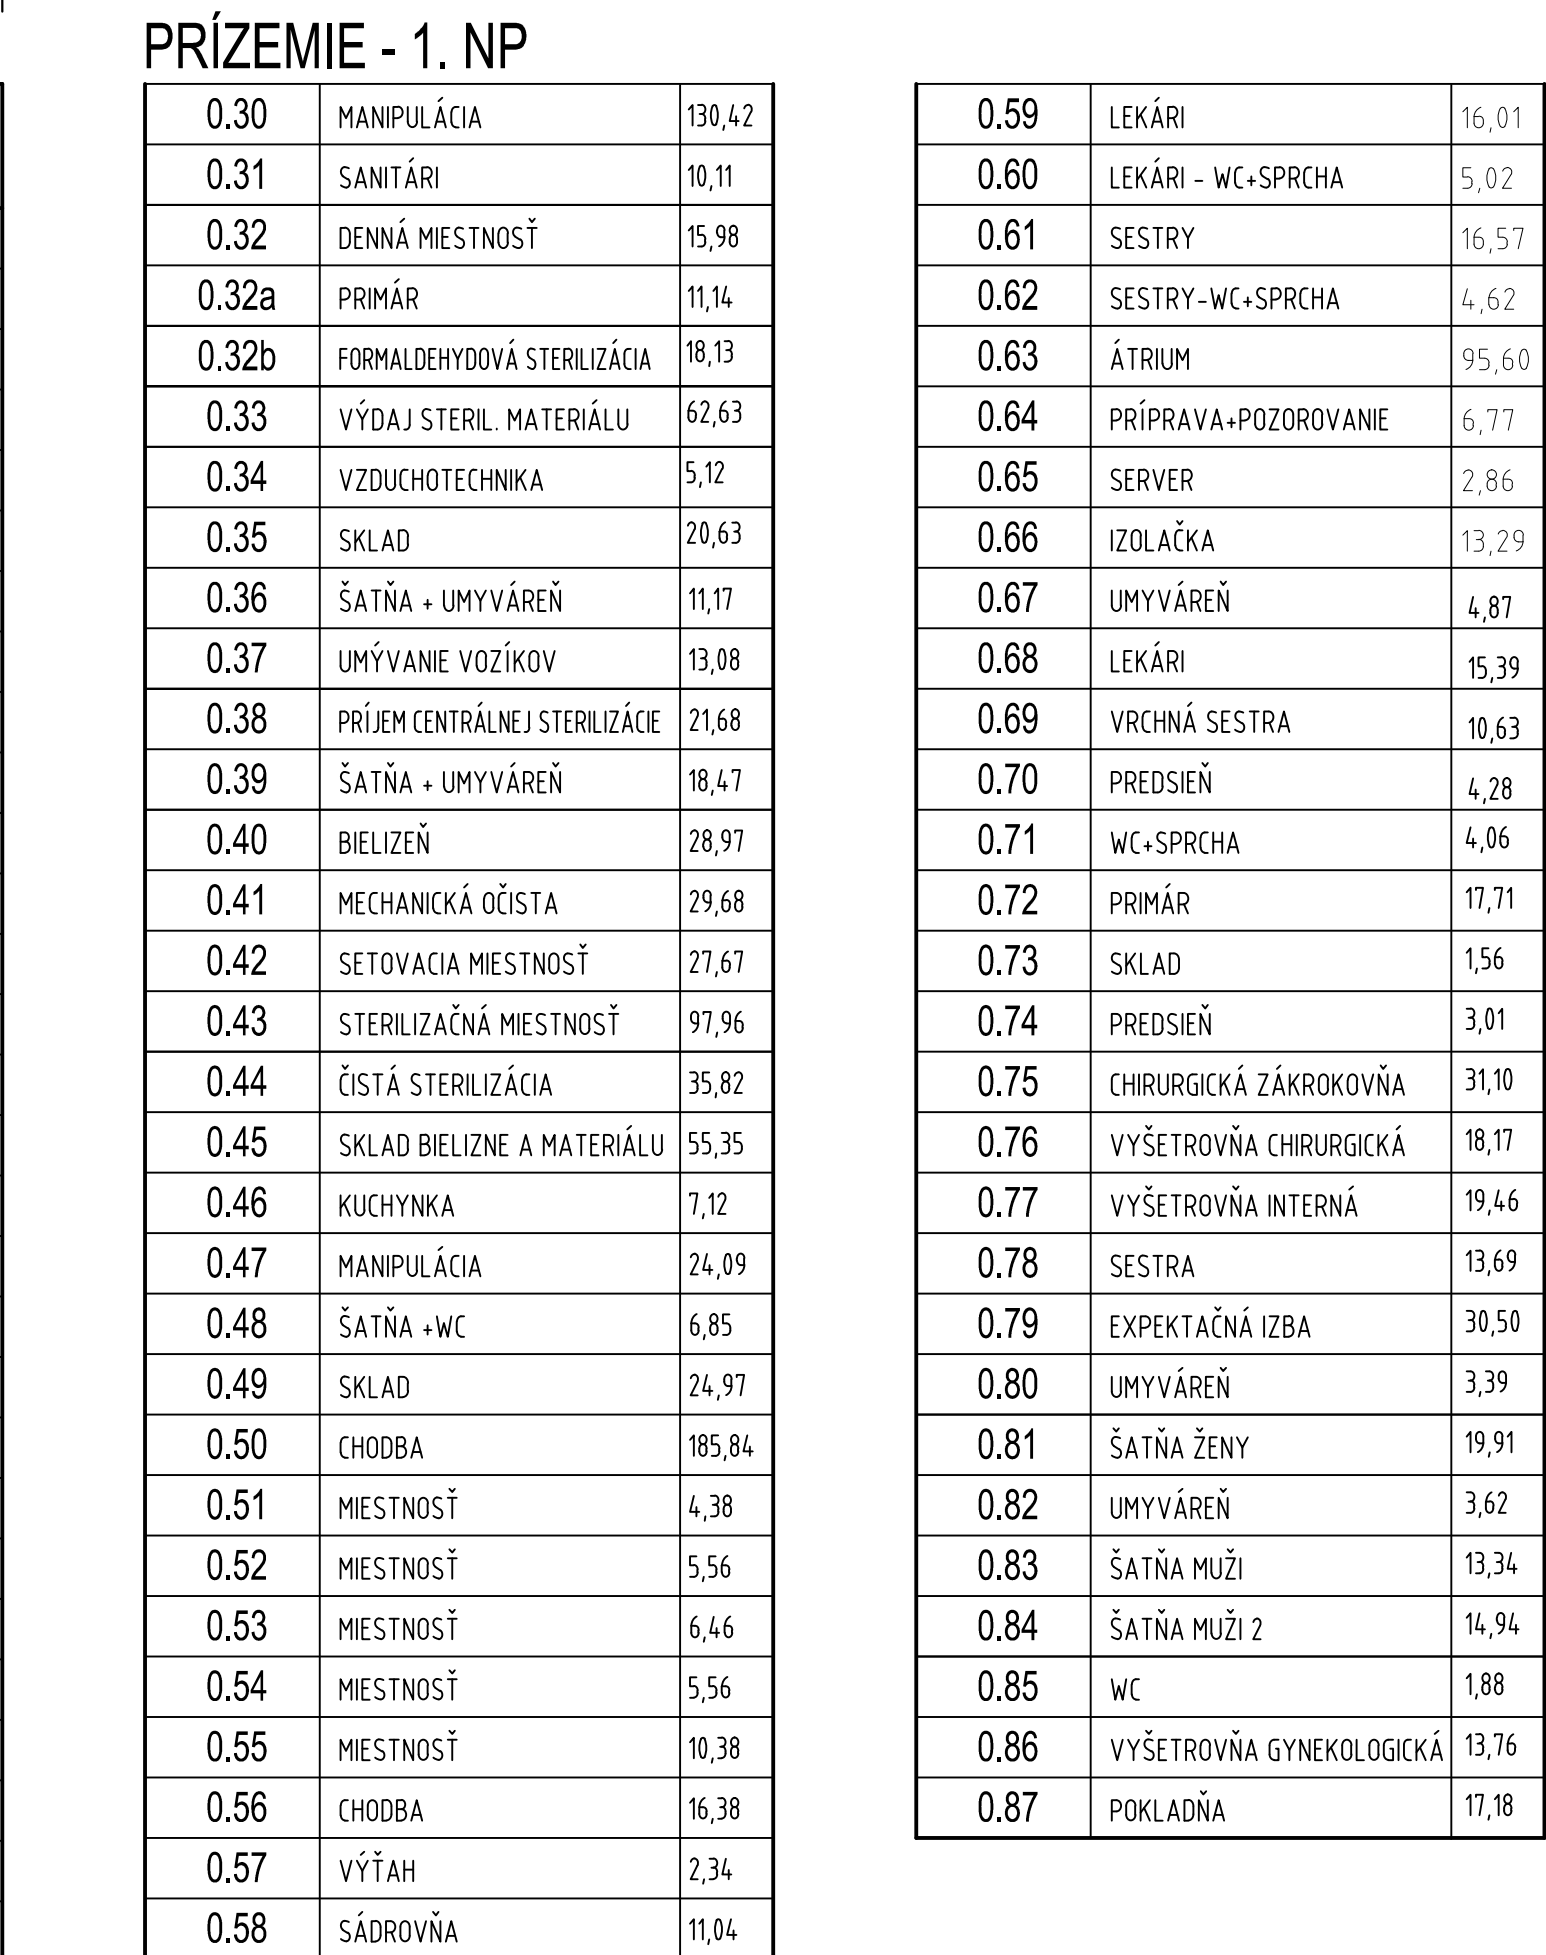 PRÍZEMIE - 1. NP
0.30 MANIPULÁCIA 130,42
0.31 SANITÁRI 10,11
0.32 DENNÁ MIESTNOSŤ 15,98
0.32a PRIMÁR 11,14
0.32b FORMALDEHYDOVÁ STERILIZÁCIA 18,13
0.33 VÝDAJ STERIL. MATERIÁLU 62,63
0.34 VZDUCHOTECHNIKA 5,12
0.35 SKLAD 20,63
0.36 ŠATŇA + UMYVÁREŇ 11,17
0.37 UMÝVANIE VOZÍKOV 13,08
0.38 PRÍJEM CENTRÁLNEJ STERILIZÁCIE 21,68
0.39 ŠATŇA + UMYVÁREŇ 18,47
0.40 BIELIZEŇ 28,97
0.41 MECHANICKÁ OČISTA 29,68
0.42 SETOVACIA MIESTNOSŤ 27,67
0.43 STERILIZAČNÁ MIESTNOSŤ 97,96
0.44 ČISTÁ STERILIZÁCIA 35,82
0.45 SKLAD BIELIZNE A MATERIÁLU 55,35
0.46 KUCHYNKA 7,12
0.47 MANIPULÁCIA 24,09
0.48 ŠATŇA +WC 6,85
0.49 SKLAD 24,97
0.50 CHODBA 185,84
0.51 MIESTNOSŤ 4,38
0.52 MIESTNOSŤ 5,56
0.53 MIESTNOSŤ 6,46
0.54 MIESTNOSŤ 5,56
0.55 MIESTNOSŤ 10,38
0.56 CHODBA 16,38
0.57 VÝŤAH 2,34
0.58 SÁDROVŇA 11,04
0.59 LEKÁRI 16,01
0.60 LEKÁRI - WC+SPRCHA 5,02
0.61 SESTRY 16,57
0.62 SESTRY-WC+SPRCHA 4,62
0.63 ÁTRIUM 95,60
0.64 PRÍPRAVA+POZOROVANIE 6,77
0.65 SERVER 2,86
0.66 IZOLAČKA 13,29
0.67 UMYVÁREŇ 4,87
0.68 LEKÁRI 15,39
0.69 VRCHNÁ SESTRA 10,63
0.70 PREDSIEŇ 4,28
0.71 WC+SPRCHA 4,06
0.72 PRIMÁR 17,71
0.73 SKLAD 1,56
0.74 PREDSIEŇ 3,01
0.75 CHIRURGICKÁ ZÁKROKOVŇA 31,10
0.76 VYŠETROVŇA CHIRURGICKÁ 18,17
0.77 VYŠETROVŇA INTERNÁ 19,46
0.78 SESTRA 13,69
0.79 EXPEKTAČNÁ IZBA 30,50
0.80 UMYVÁREŇ 3,39
0.81 ŠATŇA ŽENY 19,91
0.82 UMYVÁREŇ 3,62
0.83 ŠATŇA MUŽI 13,34
0.84 ŠATŇA MUŽI 2 14,94
0.85 WC 1,88
0.86 VYŠETROVŇA GYNEKOLOGICKÁ 13,76
0.87 POKLADŇA 17,18